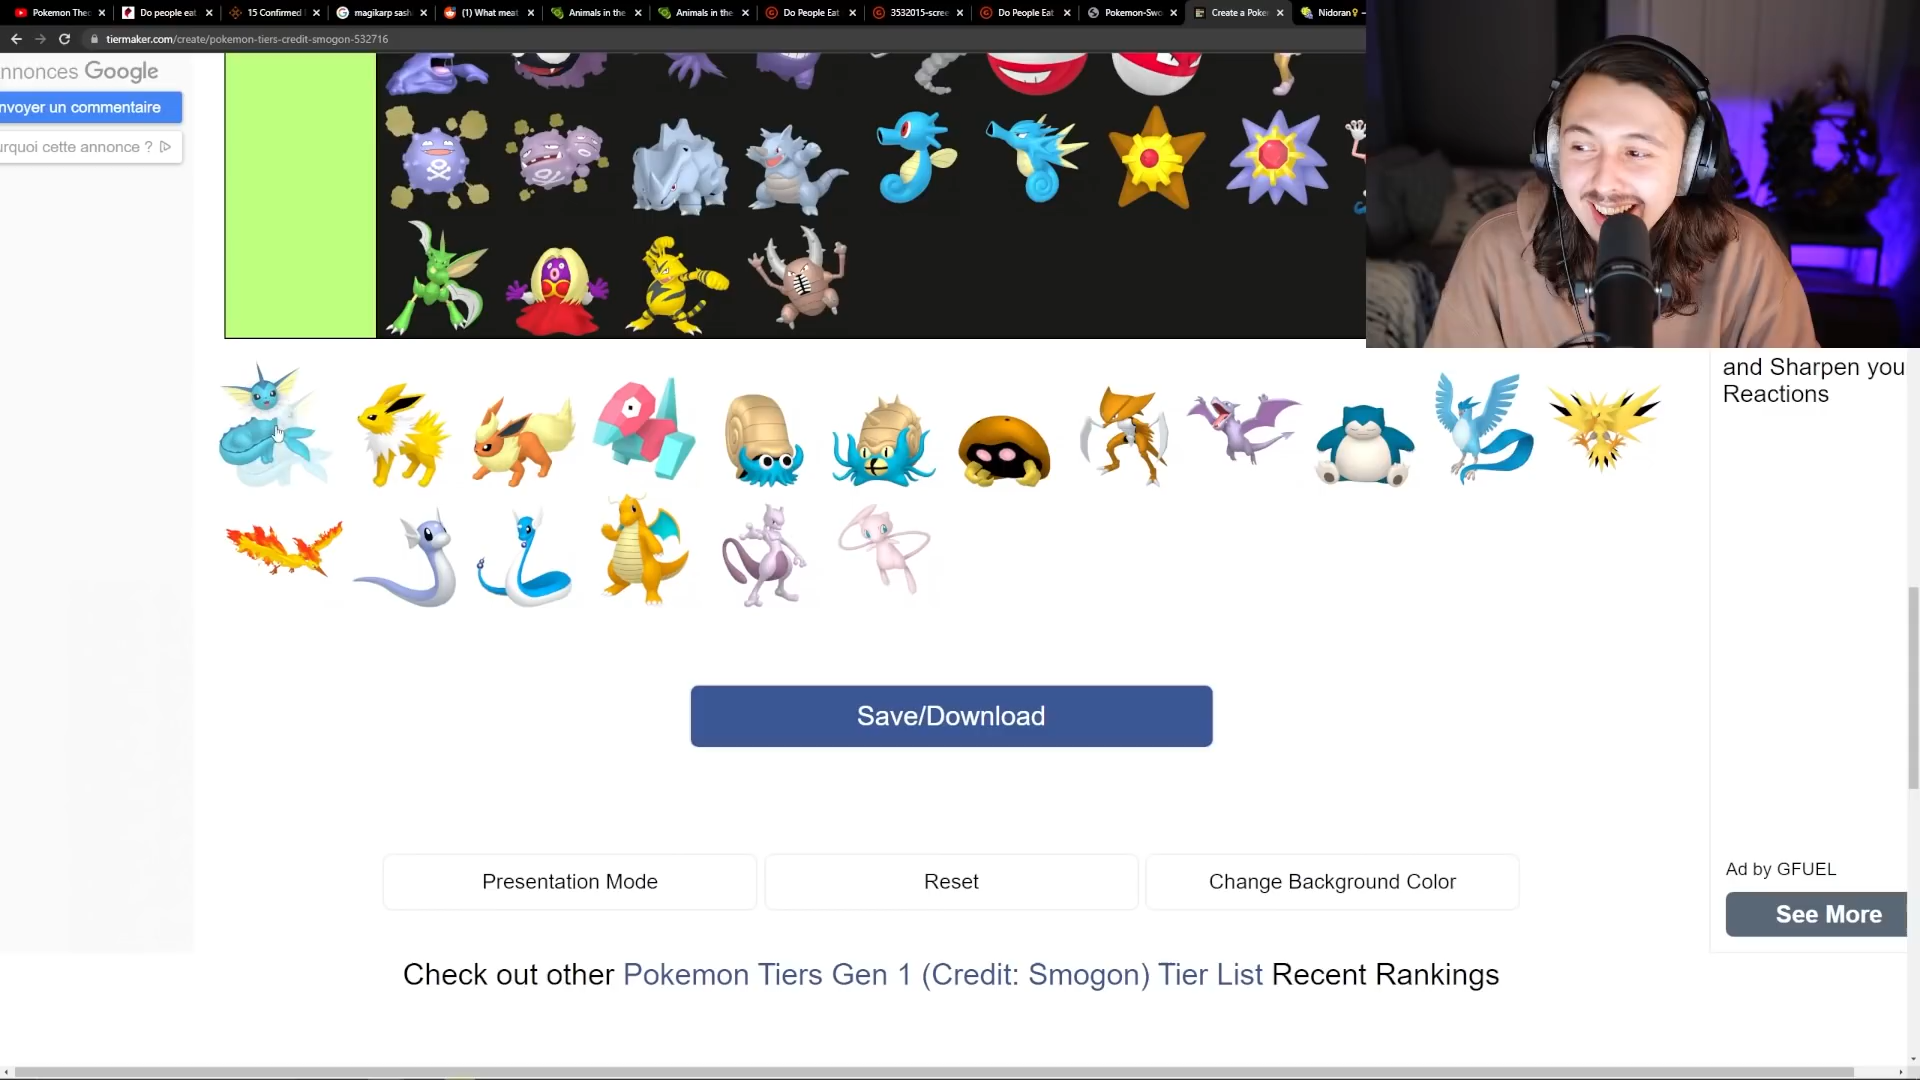 Pokemon Thec
Do people eat
15 Confirmed
magikarp sash
(1) What meat
Animals in the
Animals in the
Do People Eat
3532015-scree
Do People Eat
Pokemon-Swo
Create a Poke
Nidoran♀ –
tiermaker.com/create/pokemon-tiers-credit-smogon-532716
nnonces Google
nvoyer un commentaire
urquoi cette annonce ?
and Sharpen you
Reactions
Save/Download
Presentation Mode
Reset
Change Background Color
Ad by GFUEL
See More
Check out other Pokemon Tiers Gen 1 (Credit: Smogon) Tier List Recent Rankings